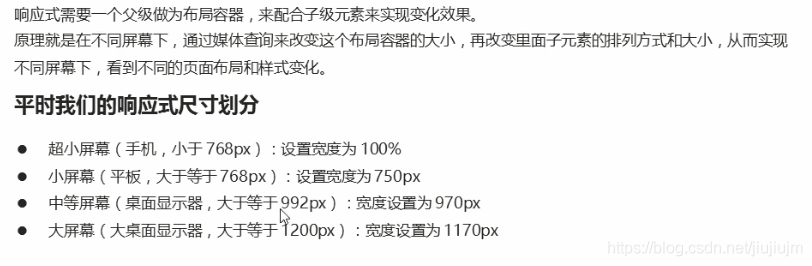 响应式需要一个父级做为布局容器，来配合子级元素来实现变化效果。
原理就是在不同屏幕下，通过媒体查询来改变这个布局容器的大小，再改变里面子元素的排列方式和大小，从而实现
不同屏幕下，看到不同的页面布局和样式变化。
平时我们的响应式尺寸划分
● 超小屏幕（手机，小于 768px）：设置宽度为 100%
● 小屏幕（平板，大于等于 768px）：设置宽度为 750px
● 中等屏幕（桌面显示器，大于等于 992px）：宽度设置为 970px
● 大屏幕（大桌面显示器，大于等于 1200px）：宽度设置为 1170px
https://blog.csdn.net/jiujiujm